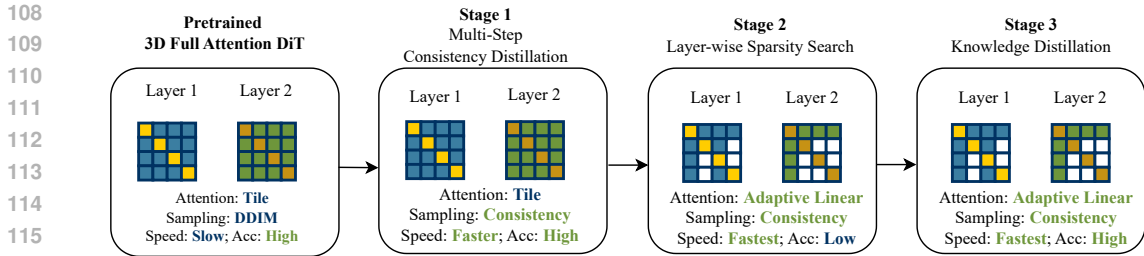 108
109
110
111
112
113
114
115
Pretrained
3D Full Attention DiT
Layer 1 Layer 2
Attention: Tile
Sampling: DDIM
Speed: Slow; Acc: High
Stage 1
Multi-Step
Consistency Distillation
Layer 1 Layer 2
Attention: Tile
Sampling: Consistency
Speed: Faster; Acc: High
Stage 2
Layer-wise Sparsity Search
Layer 1 Layer 2
Attention: Adaptive Linear
Sampling: Consistency
Speed: Fastest; Acc: Low
Stage 3
Knowledge Distillation
Layer 1 Layer 2
Attention: Adaptive Linear
Sampling: Consistency
Speed: Fastest; Acc: High